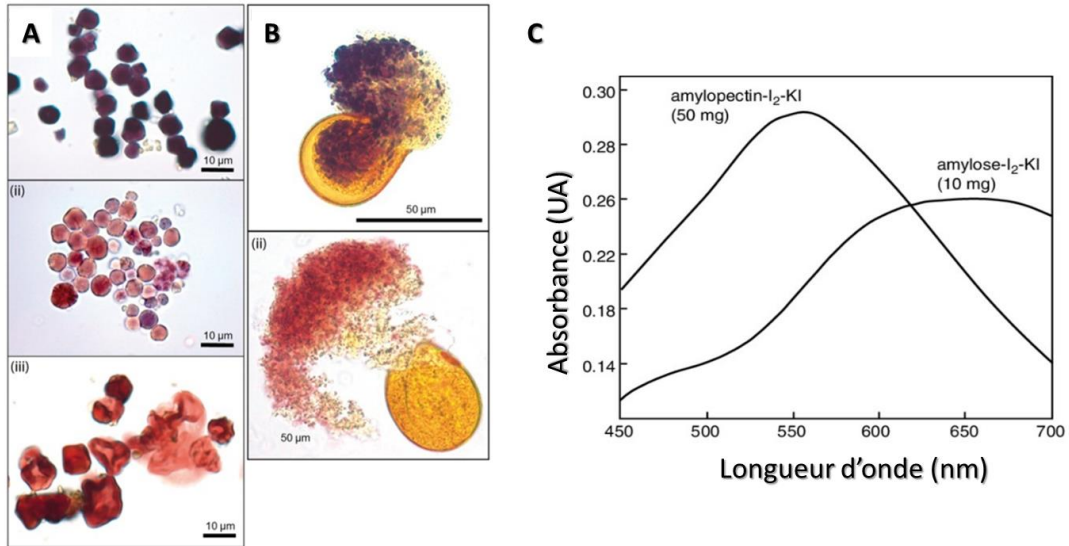 A
10 µm
(ii)
10 µm
(iii)
10 µm
B
50 µm
(ii)
50 µm
C
amylopectin-I₂-KI
(50 mg)
amylose-I₂-KI
(10 mg)
0.30
0.28
0.26
0.22
0.18
0.14
Absorbance (UA)
450
500
550
600
650
700
Longueur d’onde (nm)